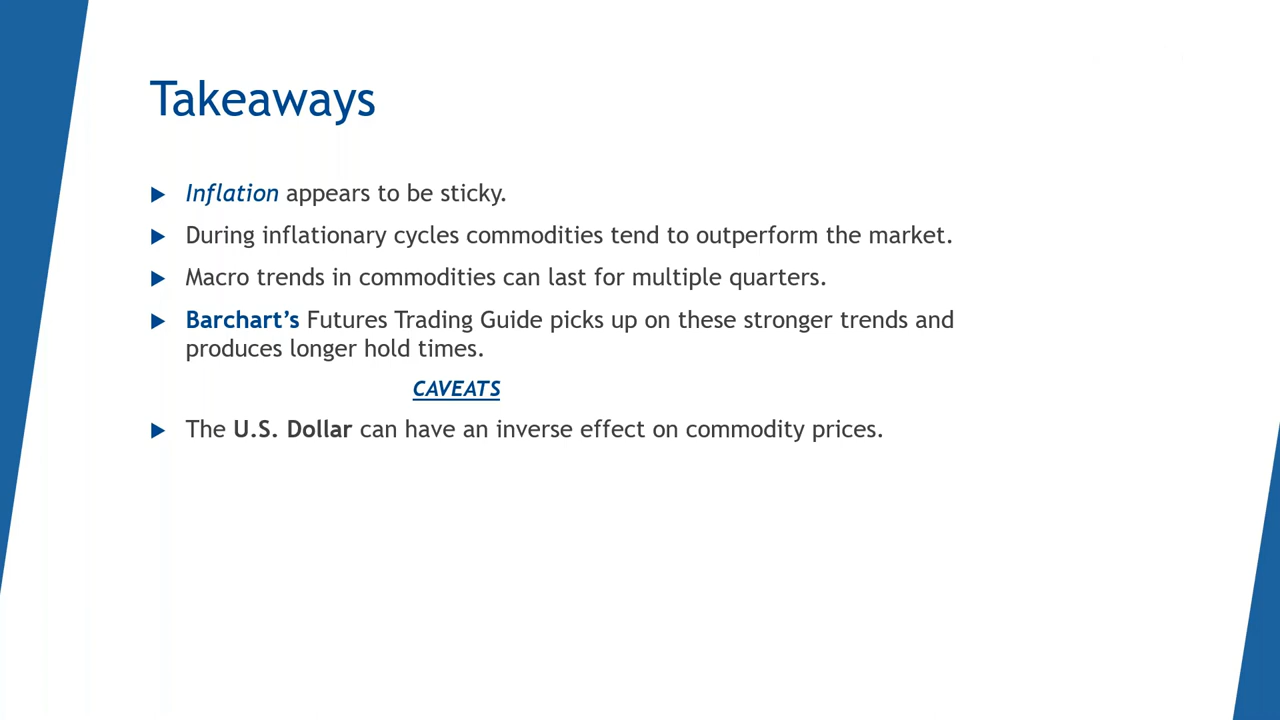 Takeaways
Inflation appears to be sticky.
During inflationary cycles commodities tend to outperform the market.
Macro trends in commodities can last for multiple quarters.
Barchart’s Futures Trading Guide picks up on these stronger trends and
produces longer hold times.
CAVEATS
The U.S. Dollar can have an inverse effect on commodity prices.